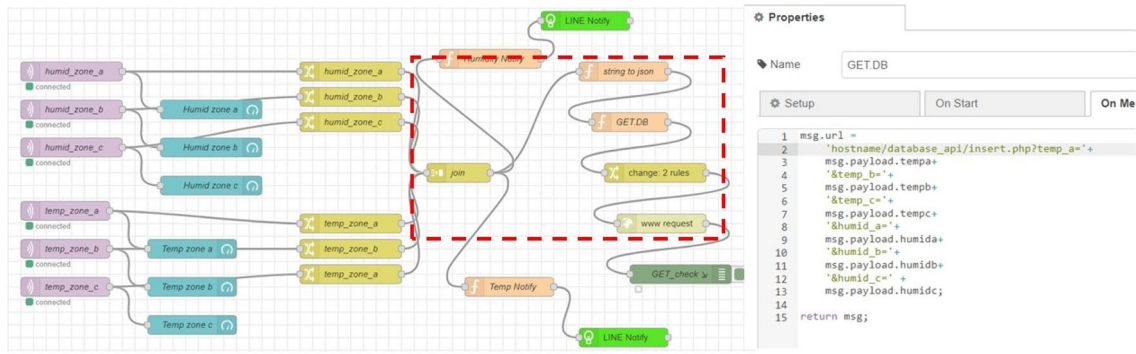 LINE Notify
Humidity Notify
humid_zone_a
connected
humid_zone_b
connected
humid_zone_c
connected
Humid zone a
Humid zone b
Humid zone c
humid_zone_a
humid_zone_b
humid_zone_c
string to json
GET.DB
join
change: 2 rules
www request
temp_zone_a
connected
temp_zone_b
connected
temp_zone_c
connected
Temp zone a
Temp zone b
Temp zone c
temp_zone_a
temp_zone_b
temp_zone_a
GET_check
Temp Notify
LINE Notify
Properties
Name
GET.DB
Setup
On Start
On Me
1 msg.url =
2 'hostname/database_api/insert.php?temp_a='+
3 msg.payload.tempa+
4 '&temp_b='+
5 msg.payload.tempb+
6 '&temp_c='+
7 msg.payload.tempc+
8 '&humid_a='+
9 msg.payload.humida+
10 '&humid_b='+
11 msg.payload.humidb+
12 '&humid_c=' +
13 msg.payload.humidc;
14
15 return msg;